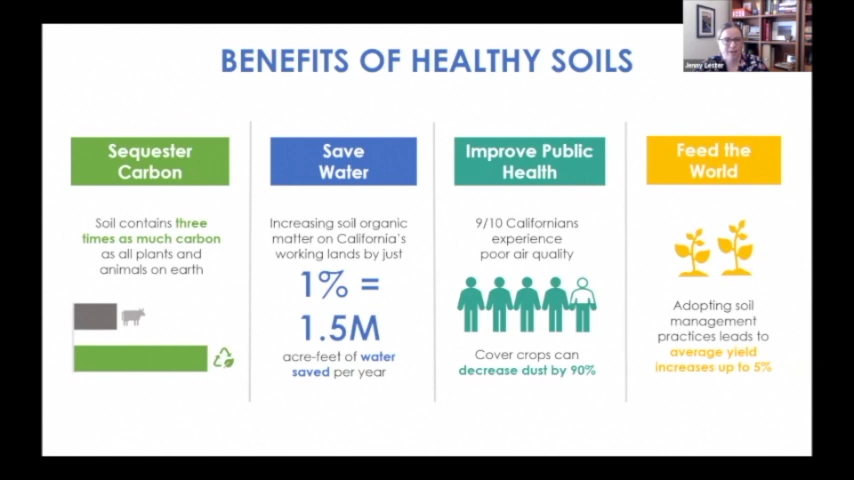 BENEFITS OF HEALTHY SOILS
Jenny Lester
Sequester
Carbon
Soil contains three
times as much carbon
as all plants and
animals on earth
Save
Water
Increasing soil organic
matter on California's
working lands by just
1% =
1.5M
acre-feet of water
saved per year
Improve Public
Health
9/10 Californians
experience
poor air quality
Cover crops can
decrease dust by 90%
Feed the
World
Adopting soil
management
practices leads to
average yield
increases up to 5%